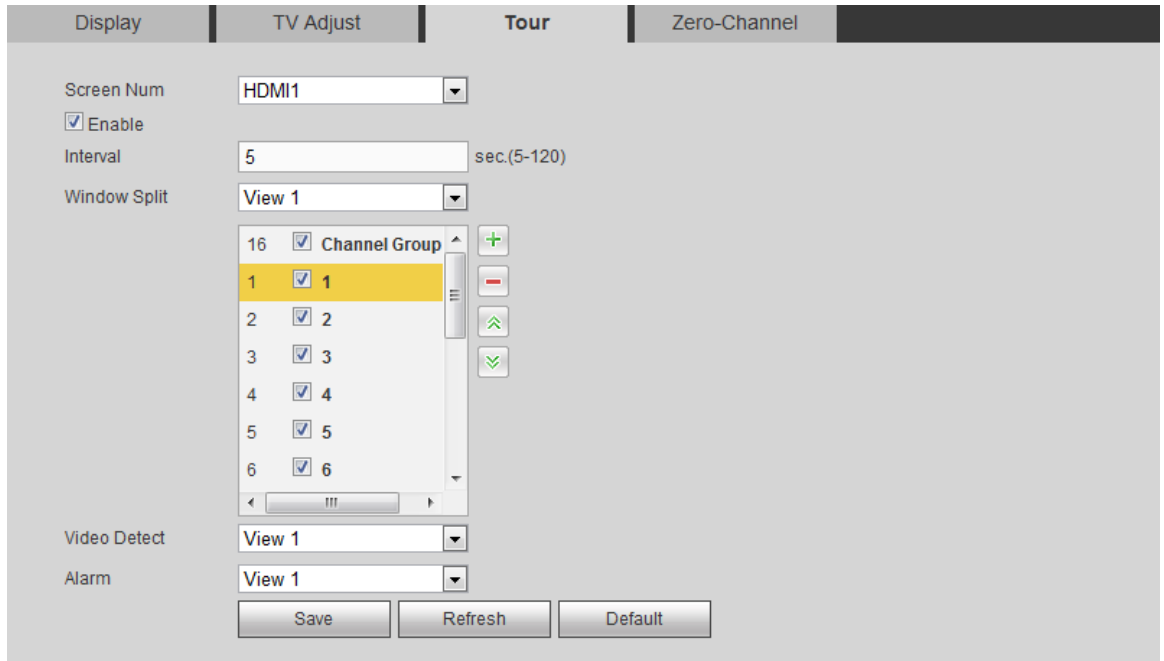 Display TV Adjust Tour Zero-Channel
Screen Num HDMI1
Enable
Interval 5 sec.(5-120)
Window Split View 1
16 Channel Group
1 1
2 2
3 3
4 4
5 5
6 6
Video Detect View 1
Alarm View 1
Save Refresh Default